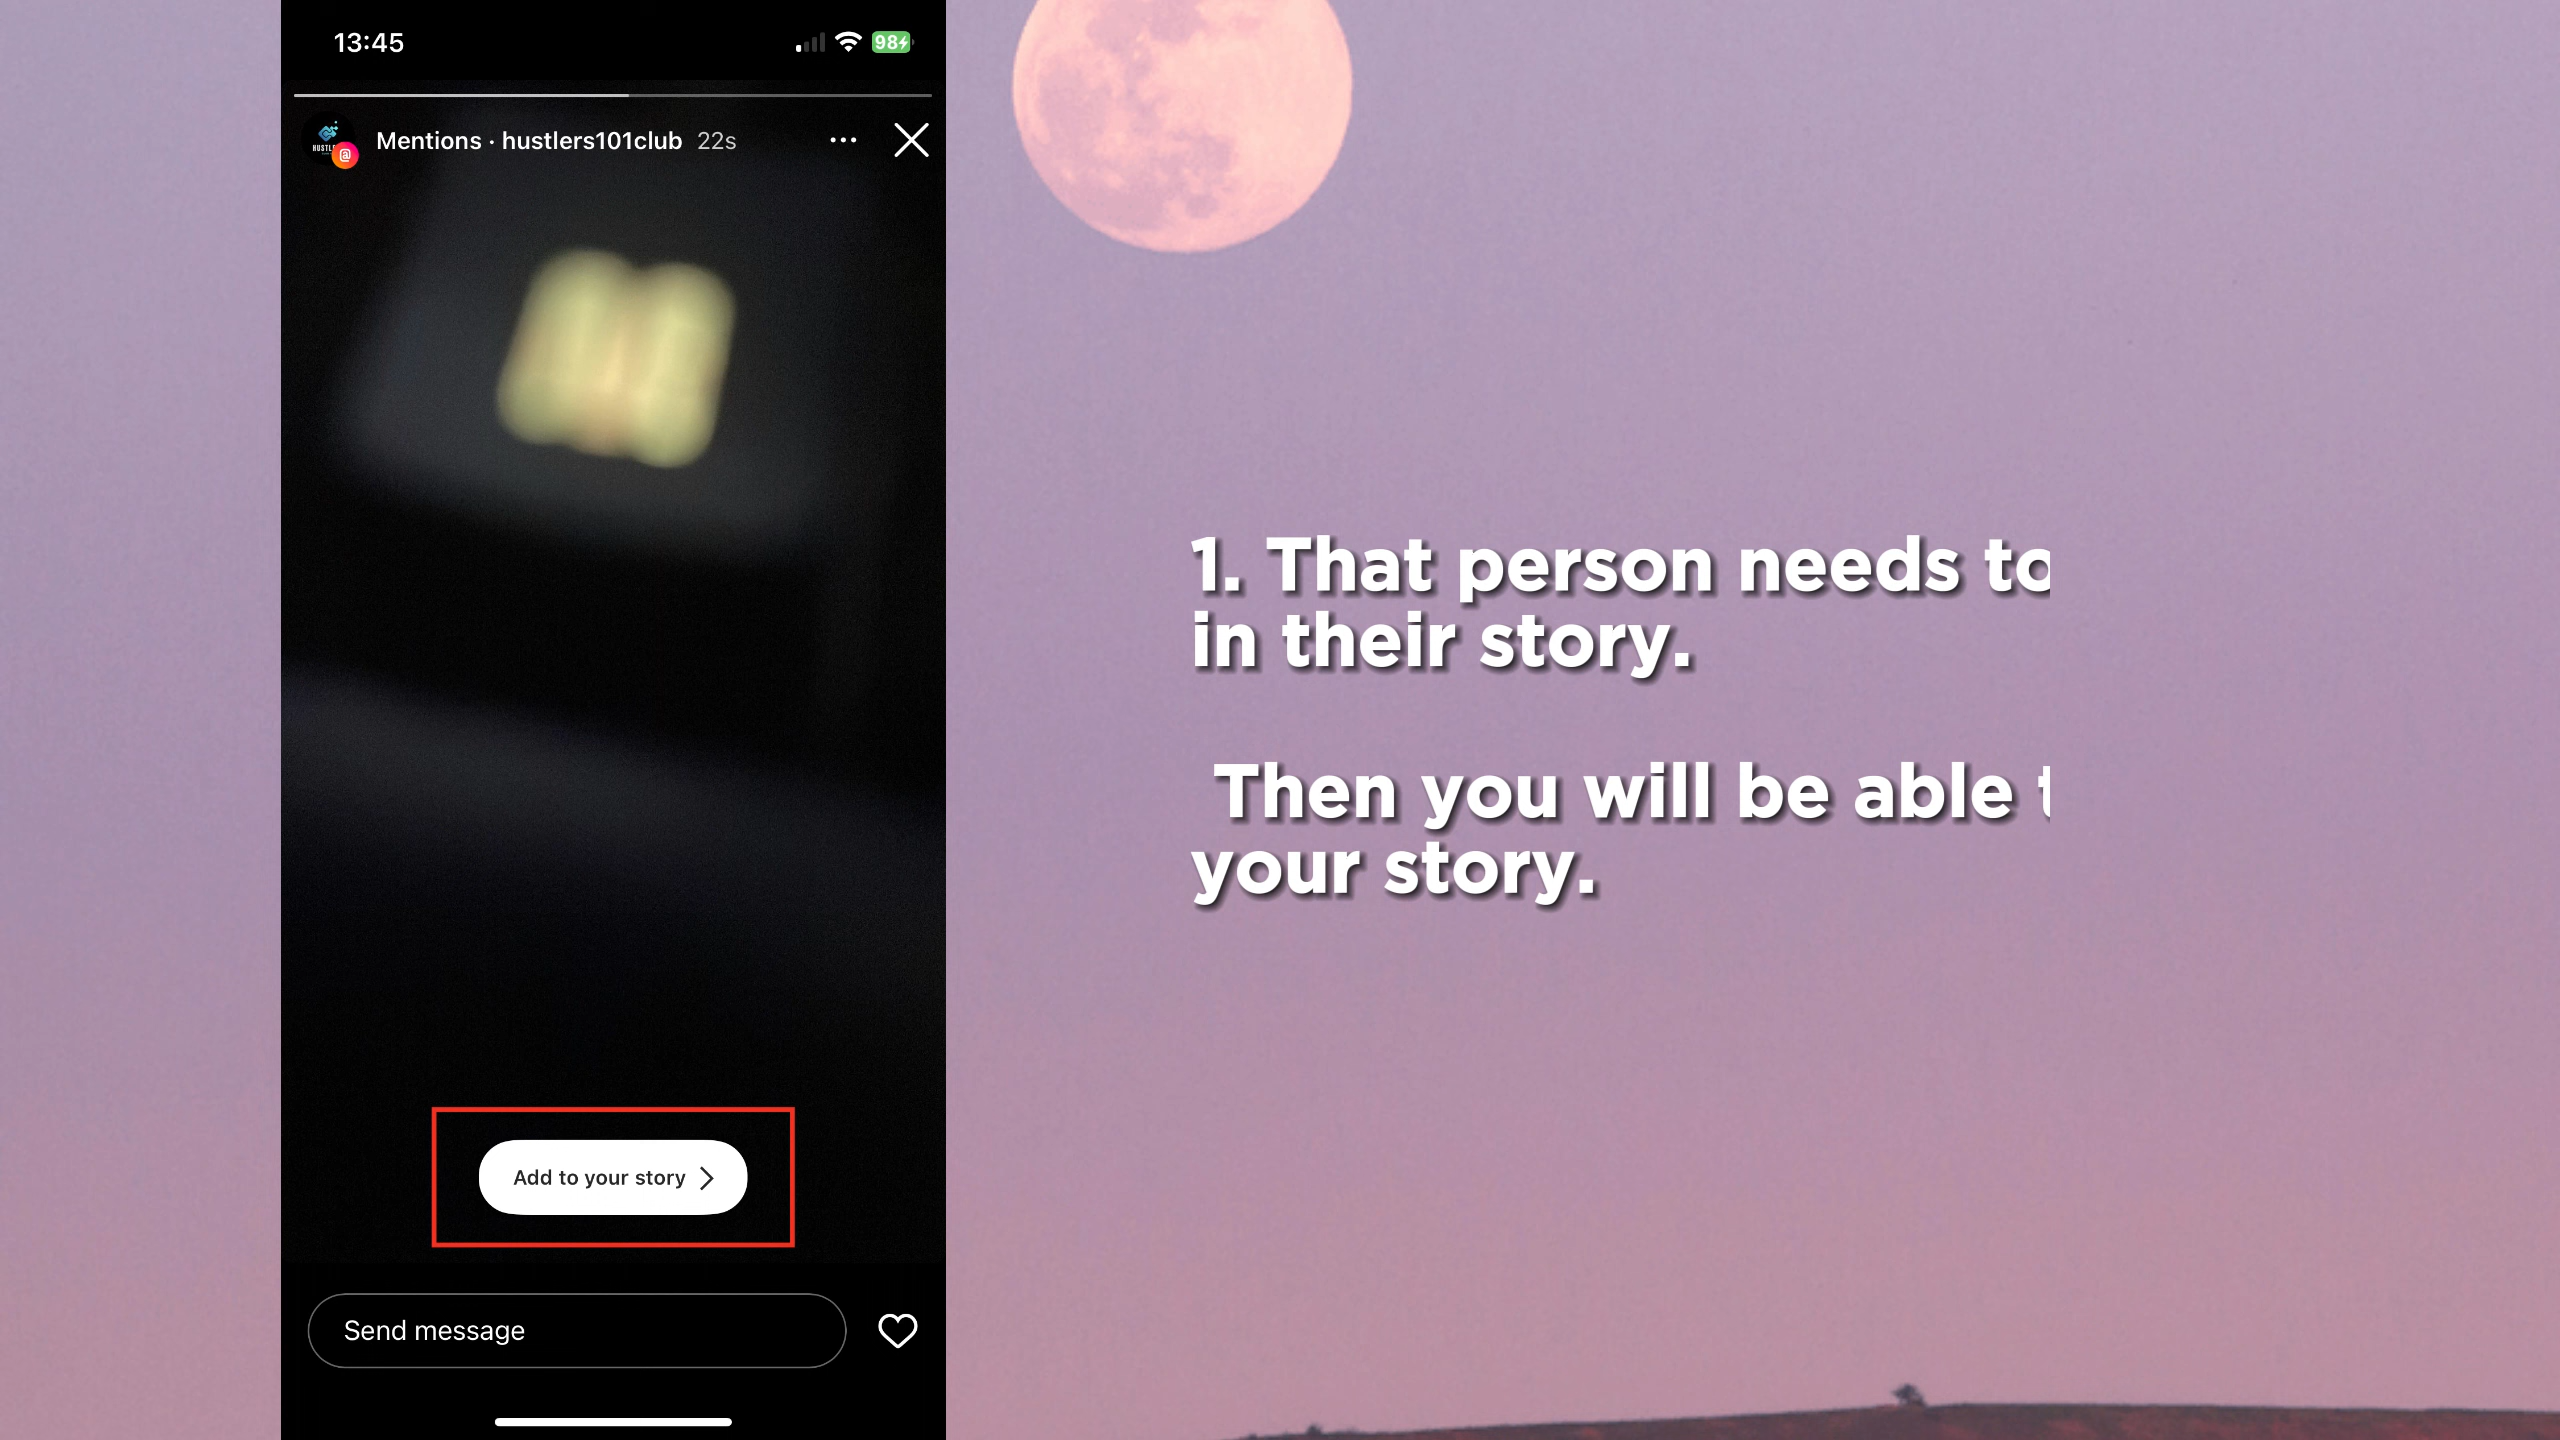 13:45
98
Mentions · hustlers101club 22s
1. That person needs to
in their story.
Then you will be able t
your story.
Add to your story
Send message